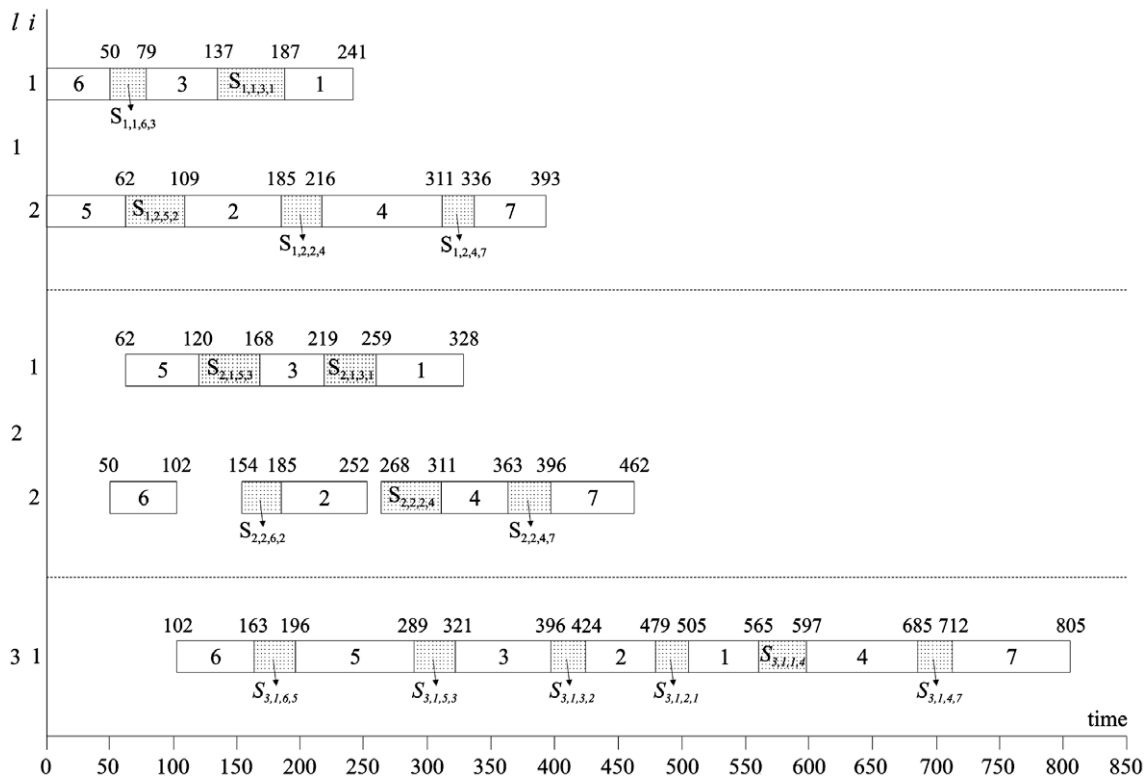 l i
50 79 137 187 241
1 6 3 S1,1,3,1 1
S1,1,6,3
1
62 109 185 216 311 336 393
2 5 S1,2,5,2 2 4 7
S1,2,2,4 S1,2,4,7
62 120 168 219 259 328
1 5 S2,1,5,3 3 S2,1,3,1 1
2
50 102 154 185 252 268 311 363 396 462
2 6 2 S2,2,2,4 4 7
S2,2,6,2 S2,2,4,7
102 163 196 289 321 396 424 479 505 565 597 685 712 805
3 1 6 5 3 2 1 S3,1,1,4 4 7
S3,1,6,5 S3,1,5,3 S3,1,3,2 S3,1,2,1 S3,1,4,7
time
0 50 100 150 200 250 300 350 400 450 500 550 600 650 700 750 800 850